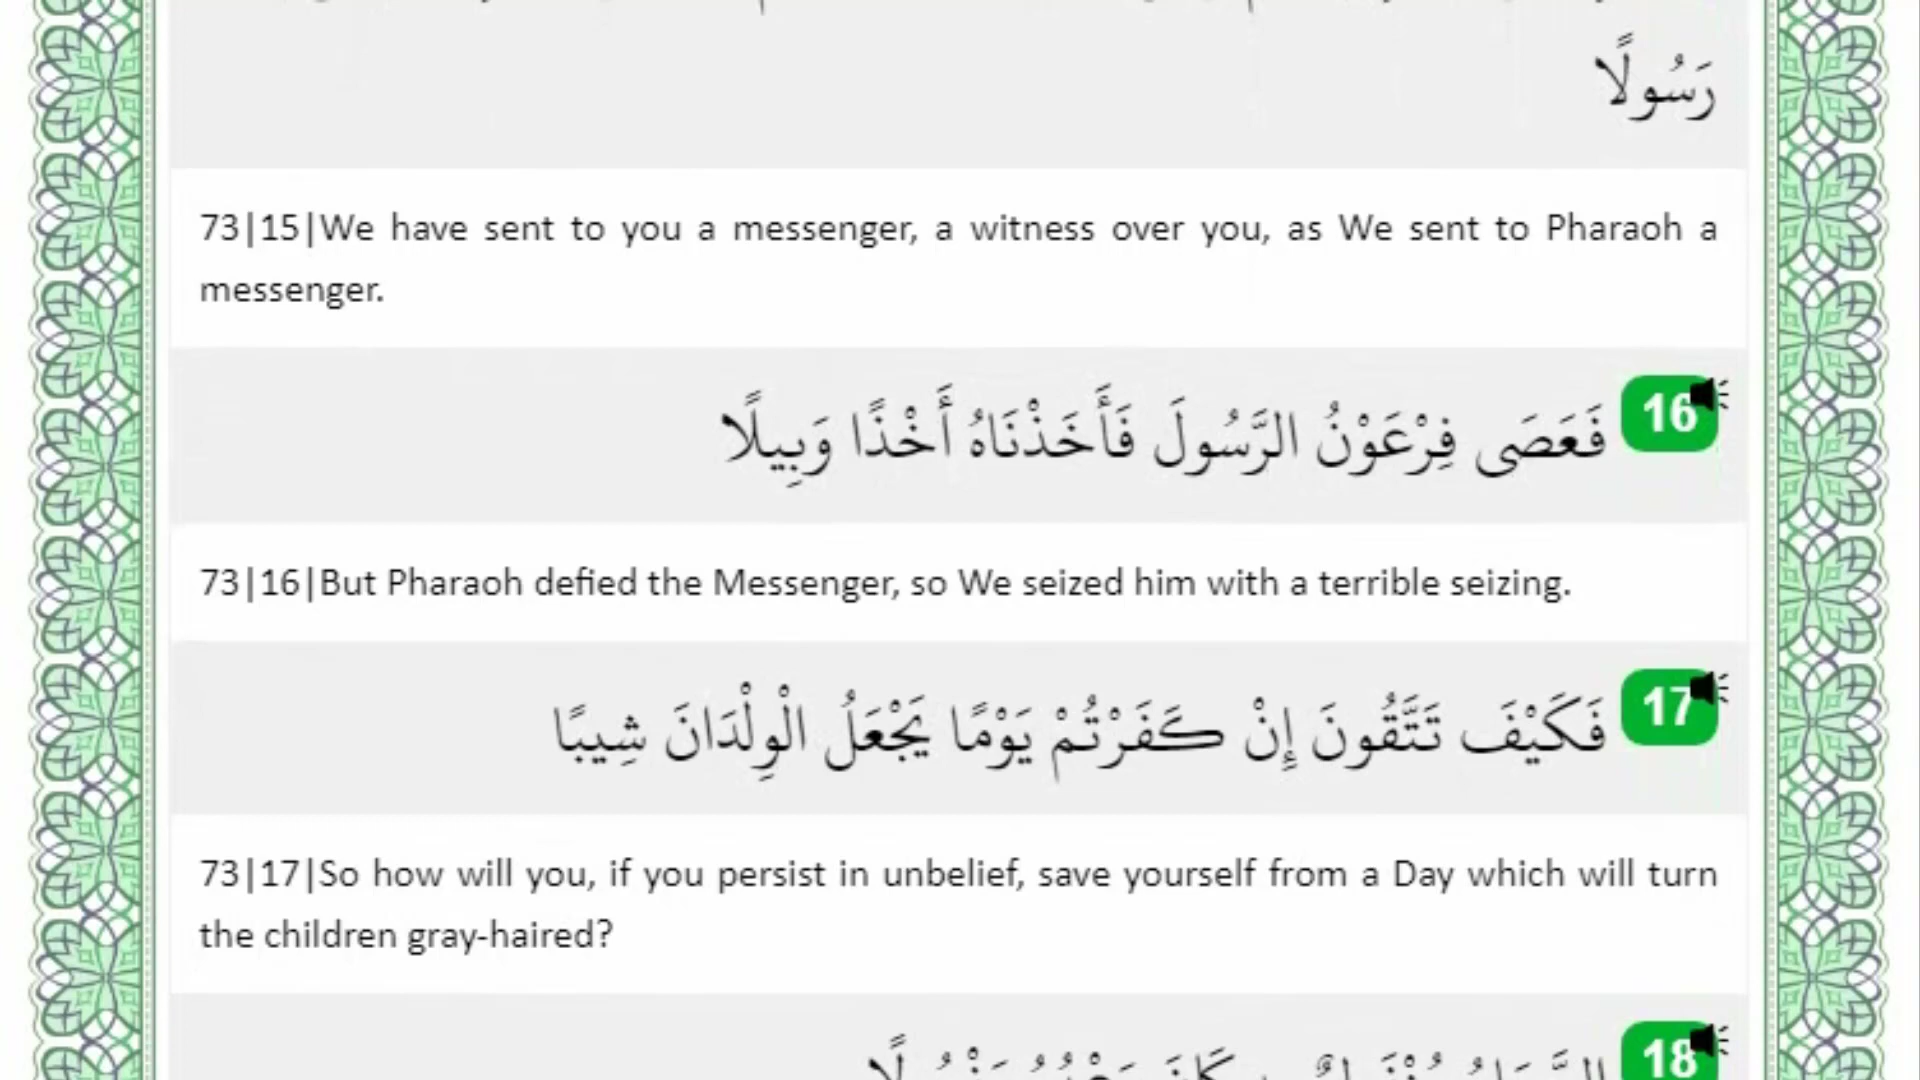 رَسُولًا
73|15|We have sent to you a messenger, a witness over you, as We sent to Pharaoh a
messenger.
16 فَعَصَى فِرْعَوْنُ الرَّسُولَ فَأَخَذْنَاهُ أَخْذًا وَبِيلًا
73|16|But Pharaoh defied the Messenger, so We seized him with a terrible seizing.
17 فَكَيْفَ تَتَّقُونَ إِنْ كَفَرْتُمْ يَوْمًا يَجْعَلُ الْوِلْدَانَ شِيبًا
73|17|So how will you, if you persist in unbelief, save yourself from a Day which will turn
the children gray-haired?
18